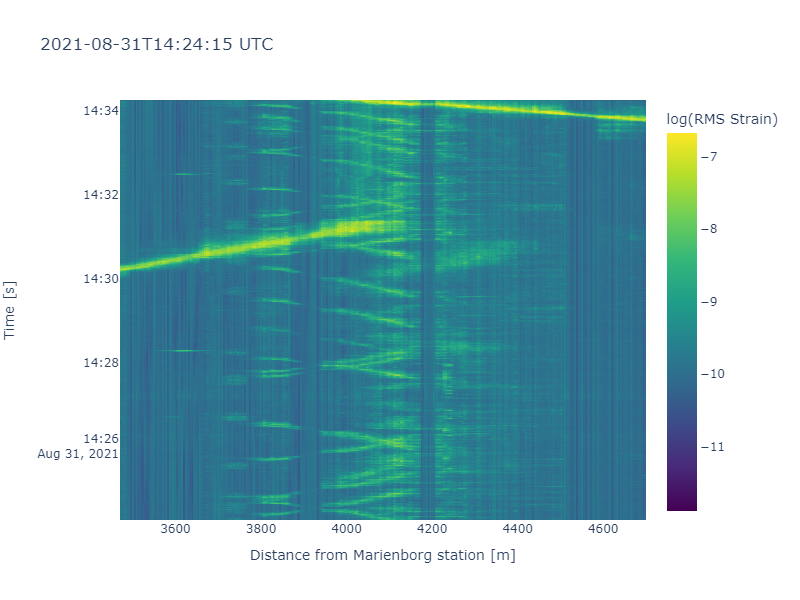 2021-08-31T14:24:15 UTC
log(RMS Strain)
14:34
14:32
14:30
14:28
14:26
Aug 31, 2021
Time [s]
−7
−8
−9
−10
−11
3600 3800 4000 4200 4400 4600
Distance from Marienborg station [m]